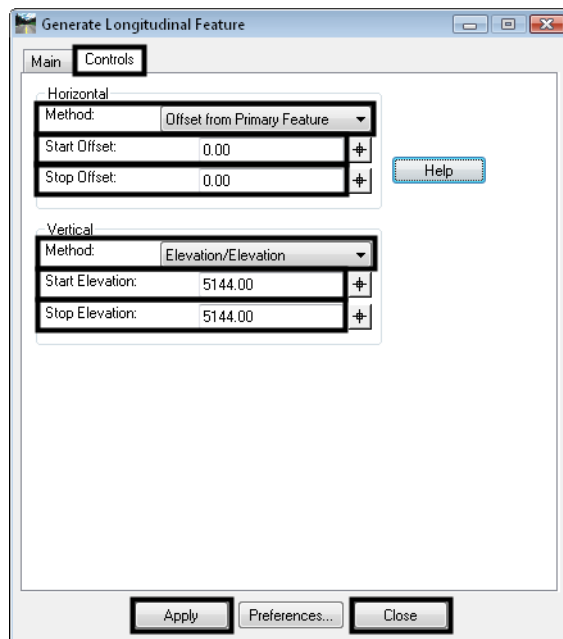 Generate Longitudinal Feature
Main Controls
Horizontal
Method: Offset from Primary Feature
Start Offset: 0.00
Stop Offset: 0.00
Help
Vertical
Method: Elevation/Elevation
Start Elevation: 5144.00
Stop Elevation: 5144.00
Apply Preferences... Close